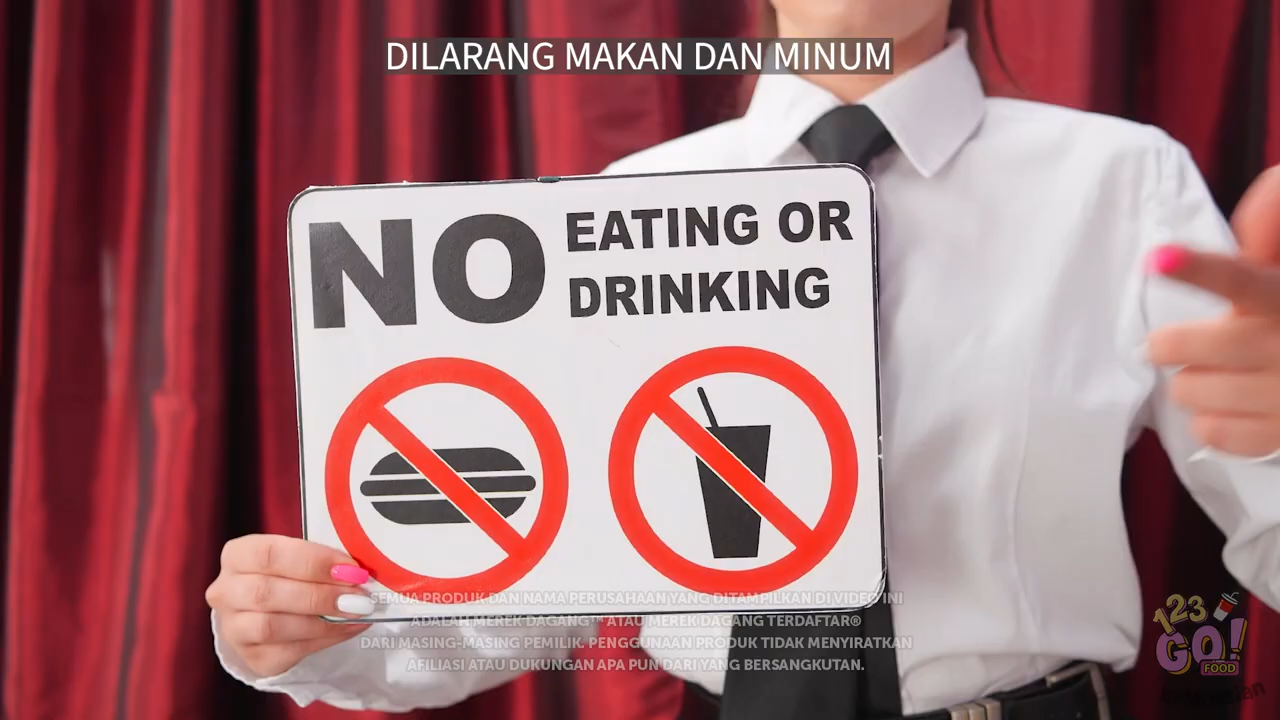 DILARANG MAKAN DAN MINUM
NO EATING OR
DRINKING
SEMUA PRODUK DAN NAMA PERUSAHAAN YANG DITAMPILKAN DI VIDEO INI
ADALAH MEREK DAGANG™ ATAU MEREK DAGANG TERDAFTAR®
DARI MASING-MASING PEMILIK. PENGGUNAAN PRODUK TIDAK MENYIRATKAN
AFILIASI ATAU DUKUNGAN APA PUN DARI YANG BERSANGKUTAN.
123
GO!
FOOD